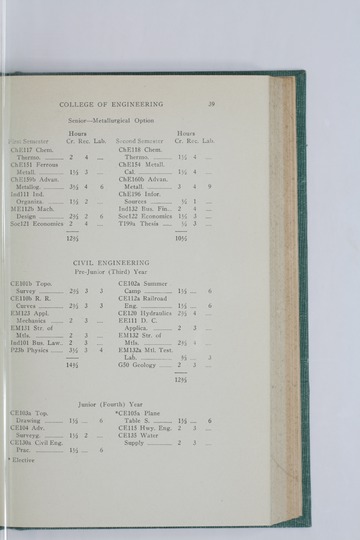 COLLEGE OF ENGINEERING 39
Senior—Metallurgical Option
Hours Hours
First Semester Cr. Rec. Lab. Second Semester Cr. Rec. Lab
ChE117 Chem. ChE118 Chem.
Thermo. 2 4 ... Thermo. 1½ 4 ...
ChE151 Ferrous ChE154 Metall.
Metall. 1½ 3 ... Cal. 1½ 4 ...
ChE159b Advan. ChE160b Advan.
Metallog. 3½ 4 6 Metall. 3 4 9
Ind111 Ind. ChE196 Infor.
Organiza. 1½ 2 ... Sources ½ 1 ...
ME112b Mach. Ind132 Bus. Fin. 2 4 ...
Design 2½ 2 6 Soc122 Economics 1½ 3 ...
Soc121 Economics 2 4 ... T199a Thesis ½ 3 ...
12½ 10½
CIVIL ENGINEERING
Pre-Junior (Third) Year
CE101b Topo. CE102a Summer
Survey 2½ 3 3 Camp 1½ ... 6
CE110b R. R. CE112a Railroad
Curves 2½ 3 3 Eng. 1½ ... 6
EM123 Appl. CE120 Hydraulics 2½ 4 ...
Mechanics 2 3 ... EE111 D. C.
EM131 Str. of Applica. 2 3 ...
Mtls. 2 3 ... EM132 Str. of
Ind101 Bus. Law 2 3 ... Mtls. 2½ 4 ...
P23b Physics 3½ 3 4 EM132a Mtl. Test.
Lab. ½ ... 3
14½ G50 Geology 2 3 ...
12½
Junior (Fourth) Year
CE103a Top. *CE105a Plane
Drawing 1½ ... 6 Table S. 1½ ... 6
CE104 Adv. CE115 Hwy. Eng. 2 3 ...
Surveyg. 1½ 2 ... CE125 Water
CE130a Civil Eng. Supply 2 3 ...
Prac. 1½ ... 6
* Elective